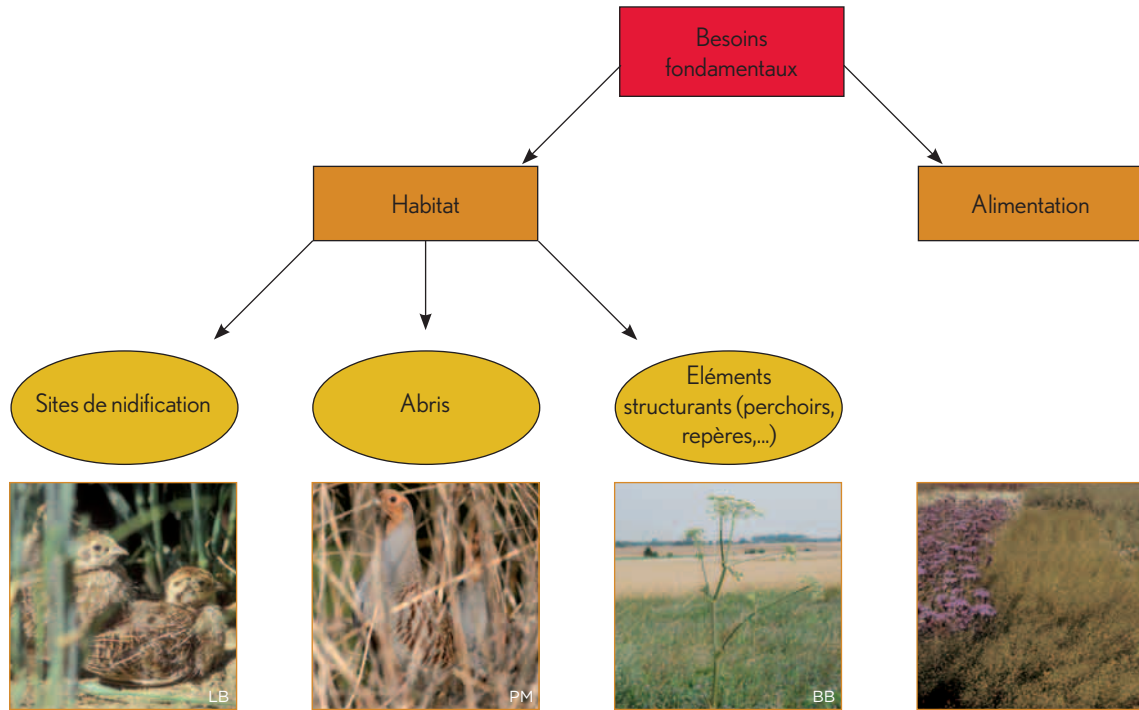 Besoins
fondamentaux
Habitat
Alimentation
Sites de nidification
Abris
Eléments
structurants (perchoirs,
repères,...)
LB
PM
BB